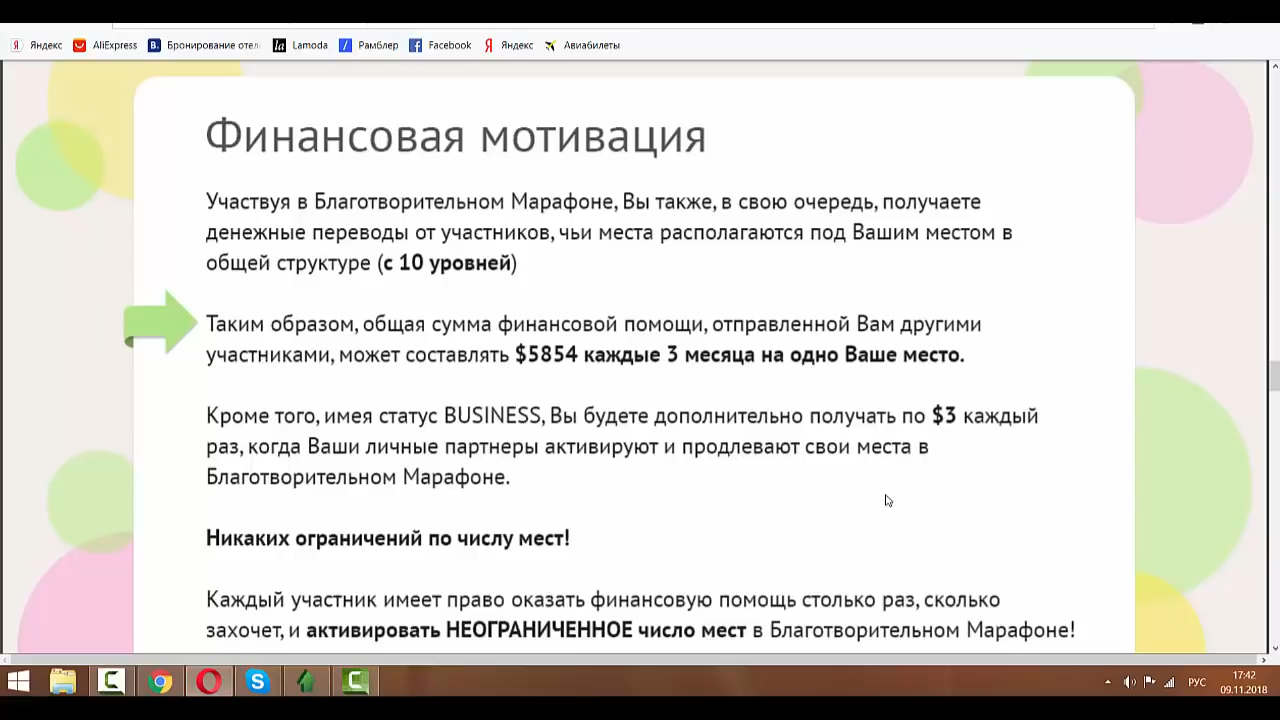 Яндекс AliExpress Бронирование отел Lamoda Рамблер Facebook Яндекс Авиабилеты
Финансовая мотивация
Участвуя в Благотворительном Марафоне, Вы также, в свою очередь, получаете
денежные переводы от участников, чьи места располагаются под Вашим местом в
общей структуре (с 10 уровней)
Таким образом, общая сумма финансовой помощи, отправленной Вам другими
участниками, может составлять $5854 каждые 3 месяца на одно Ваше место.
Кроме того, имея статус BUSINESS, Вы будете дополнительно получать по $3 каждый
раз, когда Ваши личные партнеры активируют и продлевают свои места в
Благотворительном Марафоне.
Никаких ограничений по числу мест!
Каждый участник имеет право оказать финансовую помощь столько раз, сколько
захочет, и активировать НЕОГРАНИЧЕННОЕ число мест в Благотворительном Марафоне!
РУС
17:42
09.11.2018